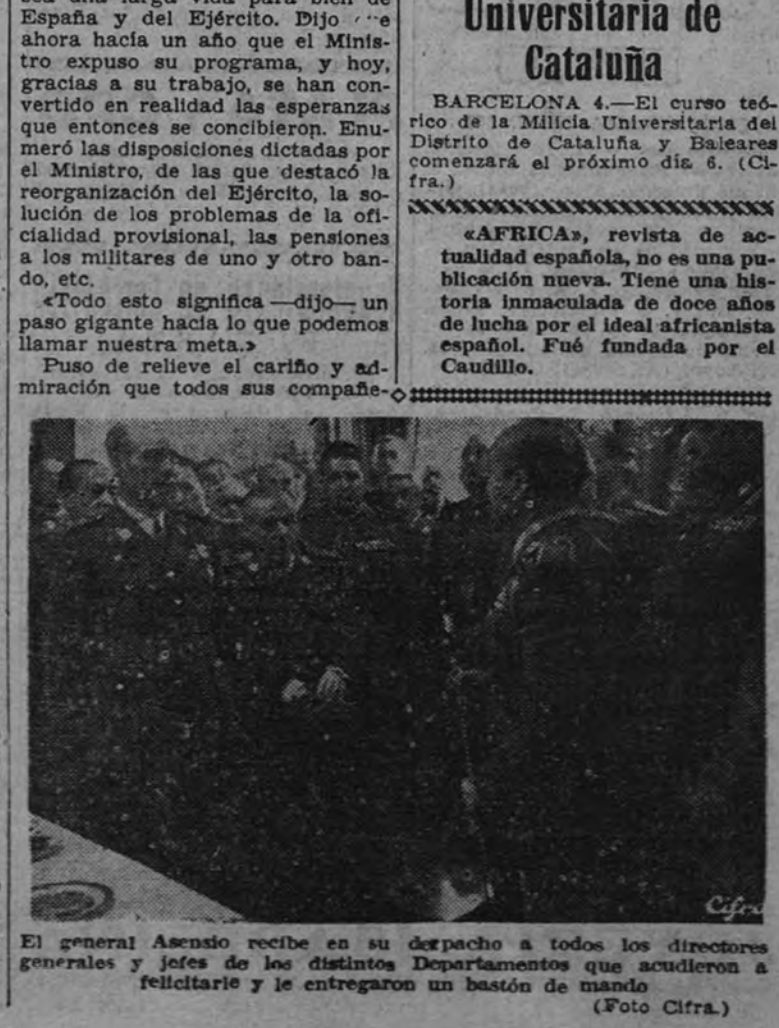 sea una larga vida para bien de
España y del Ejército. Dijo
ahora hacía un año que el Minis-
tro expuso su programa, y hoy,
gracias a su trabajo, se han con-
vertido en realidad las esperanzas
que entonces se concibieron. Enu-
meró las disposiciones dictadas por
el Ministro, de las que destacó la
reorganización del Ejército, la so-
lución de los problemas de la ofi-
cialidad provisional, las pensiones
a los militares de uno y otro ban-
do, etc.
«Todo esto significa —dijo— un
paso gigante hacia lo que podemos
llamar nuestra meta.»
Puso de relieve el cariño y ad-
miración que todos sus compañe-
Universitaria de
Cataluña
BARCELONA 4.—El curso teó-
rico de la Milicia Universitaria del
Distrito de Cataluña y Baleares
comenzará el próximo día 6. (Ci-
fra.)
«AFRICA», revista de ac-
tualidad española, no es una pu-
blicación nueva. Tiene una his-
toria inmaculada de doce años
de lucha por el ideal africanista
español. Fué fundada por el
Caudillo.
Cifra
El general Asensio recibe en su despacho a todos los directores
generales y jefes de los distintos Departamentos que acudieron a
felicitarle y le entregaron un bastón de mando
(Foto Cifra.)